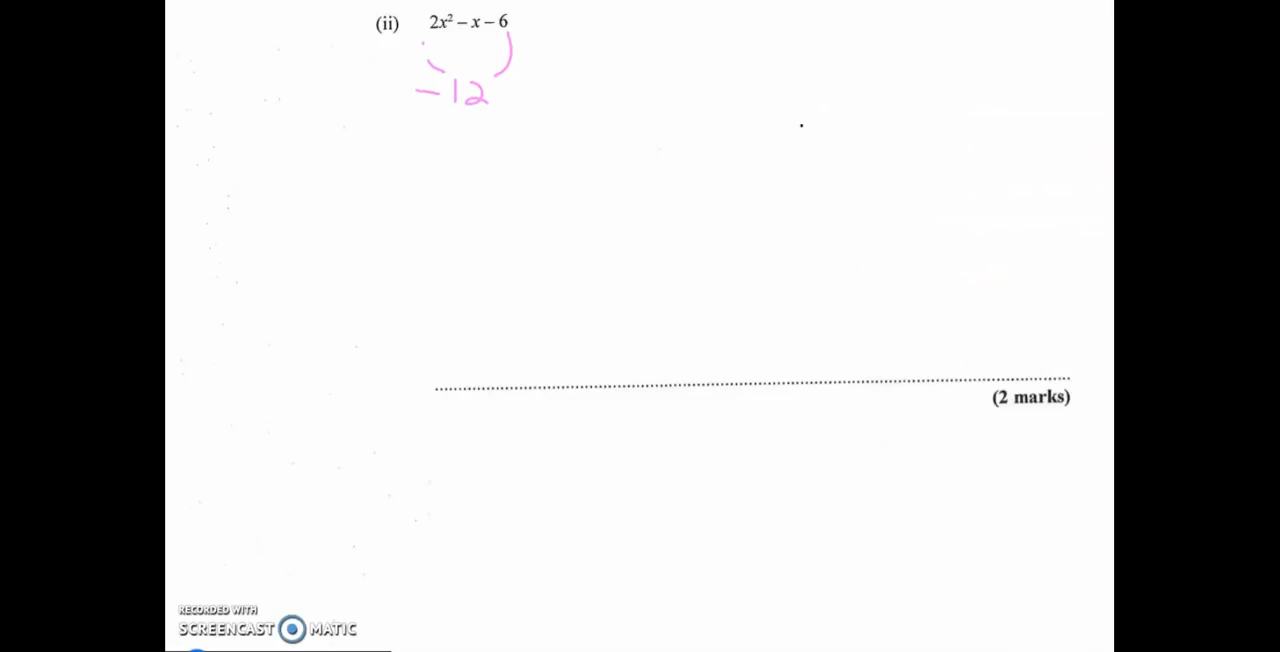 (ii) 2x² – x – 6
– 12
(2 marks)
RECORDED WITH
SCREENCAST MATIC